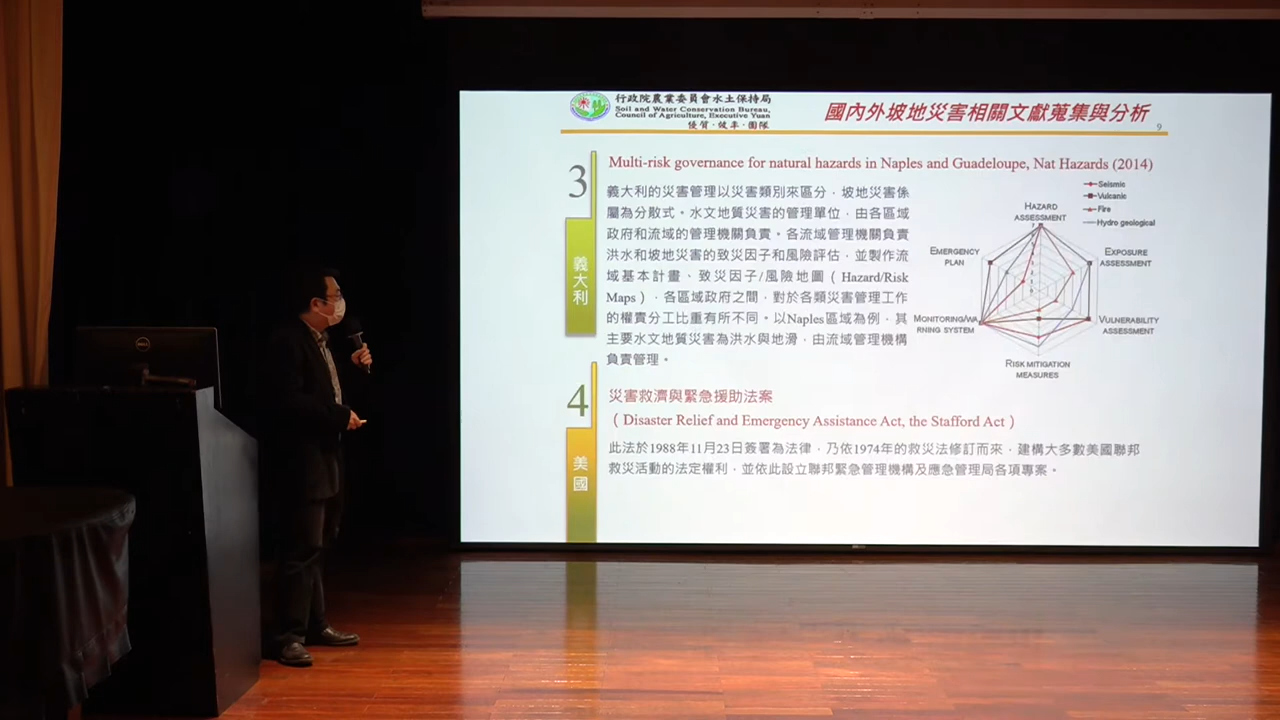 行政院農業委員會水土保持局
Soil and Water Conservation Bureau,
Council of Agriculture, Executive Yuan
優質·效率·團隊
國內外坡地災害相關文獻蒐集與分析
9
3
義大利
Multi-risk governance for natural hazards in Naples and Guadeloupe, Nat Hazards (2014)
義大利的災害管理以災害類別來區分，坡地災害係
屬為分散式。水文地質災害的管理單位，由各區域
政府和流域的管理機關負責。各流域管理機關負責
洪水和坡地災害的致災因子和風險評估，並製作流
域基本計畫、致災因子/風險地圖（Hazard/Risk
Maps），各區域政府之間，對於各類災害管理工作
的權責分工比重有所不同。以Naples區域為例，其
主要水文地質災害為洪水與地滑，由流域管理機構
負責管理。
Seismic
Vulcanic
Fire
Hydro geological
HAZARD
ASSESSMENT
EXPOSURE
ASSESSMENT
VULNERABILITY
ASSESSMENT
RISK MITIGATION
MEASURES
MONITORING/WA
RNING SYSTEM
EMERGENCY
PLAN
4
美國
災害救濟與緊急援助法案
（Disaster Relief and Emergency Assistance Act, the Stafford Act）
此法於1988年11月23日簽署為法律，乃依1974年的救災法修訂而來，建構大多數美國聯邦
救災活動的法定權利，並依此設立聯邦緊急管理機構及應急管理局各項專案。
DELL